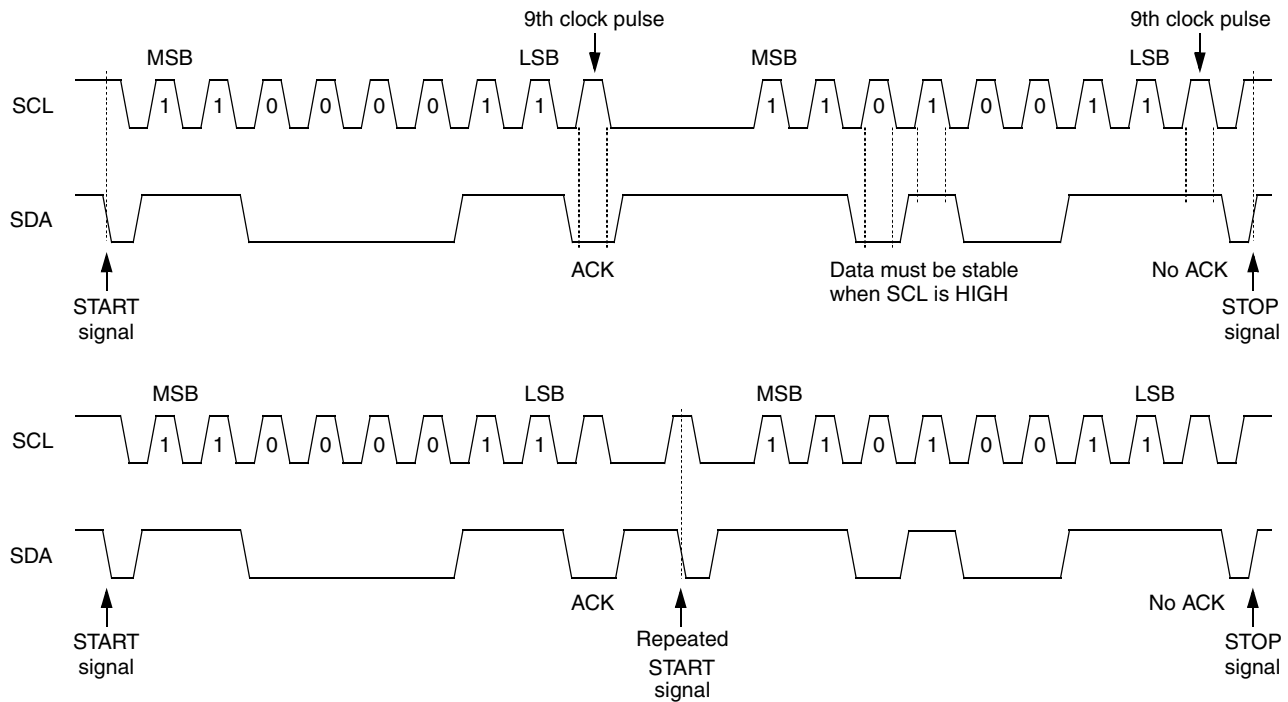 9th clock pulse 9th clock pulse
MSB LSB MSB LSB
SCL 1 1 0 0 0 0 1 1 1 1 0 1 0 0 1 1
SDA
ACK Data must be stable No ACK
when SCL is HIGH
START STOP
signal signal
MSB LSB MSB LSB
SCL 1 1 0 0 0 0 1 1 1 1 0 1 0 0 1 1
SDA
ACK No ACK
START Repeated STOP
signal START signal
signal